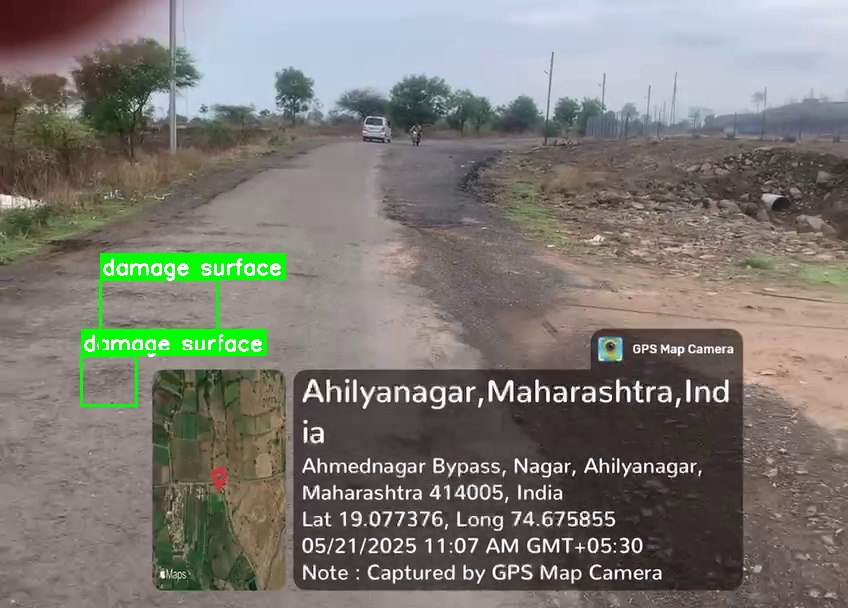 damage surface
damage surface
GPS Map Camera
Ahilyanagar,Maharashtra,Ind
ia
Ahmednagar Bypass, Nagar, Ahilyanagar,
Maharashtra 414005, India
Lat 19.077376, Long 74.675855
05/21/2025 11:07 AM GMT+05:30
Note : Captured by GPS Map Camera
Maps